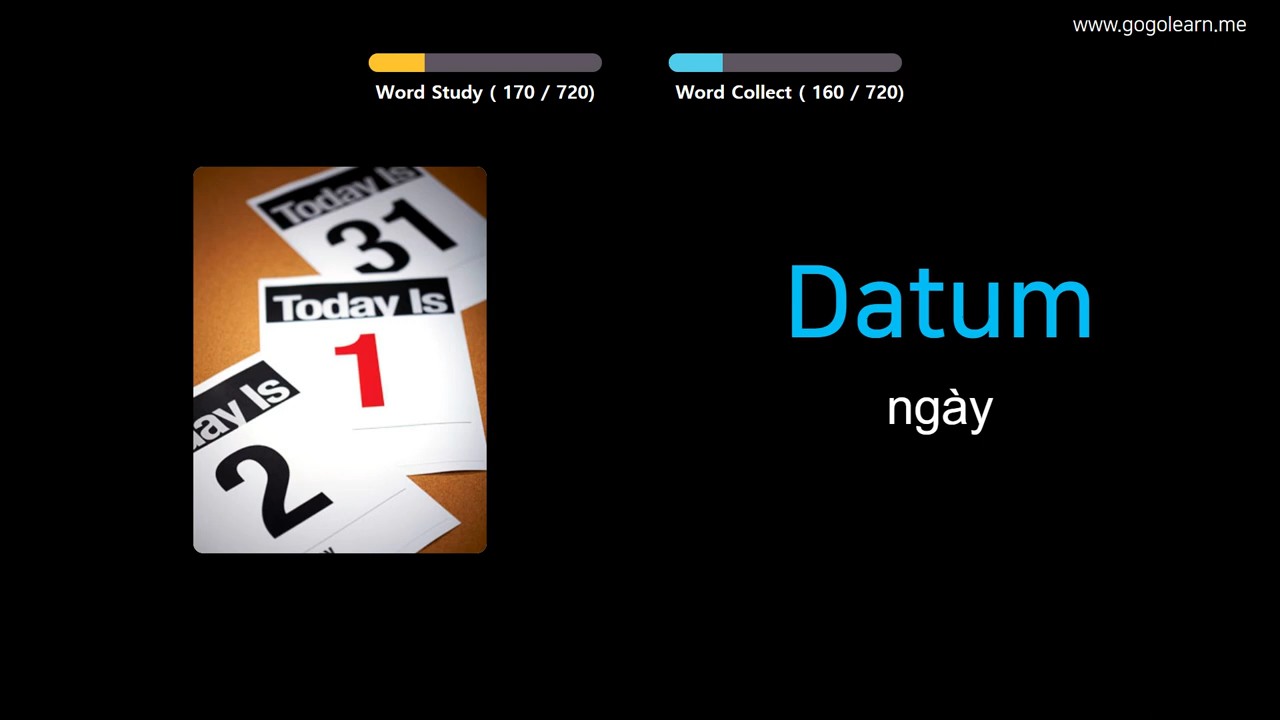 www.gogolearn.me
Word Study ( 170 / 720)
Word Collect ( 160 / 720)
Today Is
31
Today Is
1
ay Is
2
Datum
ngày